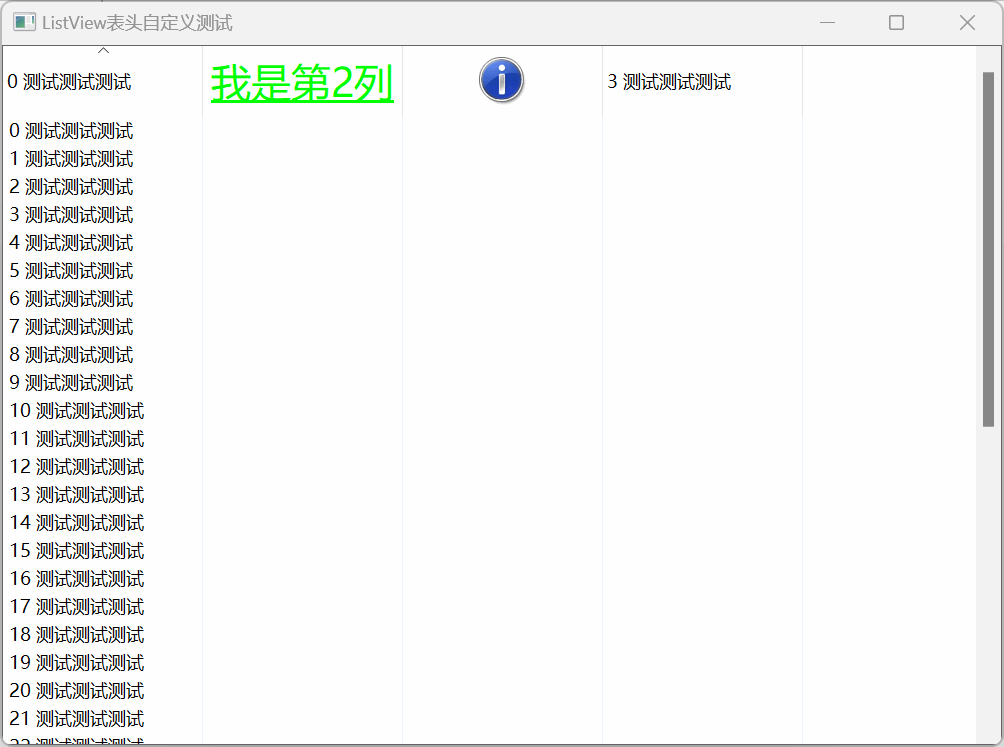 ListView表头自定义测试
0 测试测试测试 我是第2列 3 测试测试测试
0 测试测试测试
1 测试测试测试
2 测试测试测试
3 测试测试测试
4 测试测试测试
5 测试测试测试
6 测试测试测试
7 测试测试测试
8 测试测试测试
9 测试测试测试
10 测试测试测试
11 测试测试测试
12 测试测试测试
13 测试测试测试
14 测试测试测试
15 测试测试测试
16 测试测试测试
17 测试测试测试
18 测试测试测试
19 测试测试测试
20 测试测试测试
21 测试测试测试
22 测试测试测试